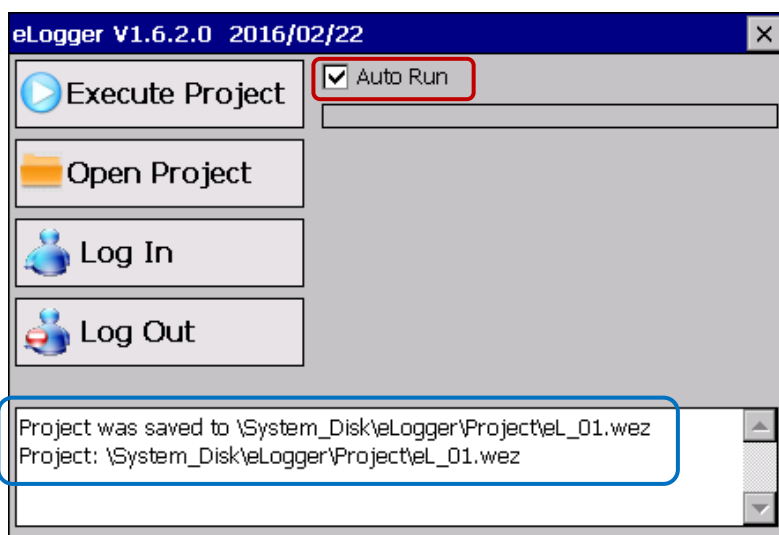 eLogger V1.6.2.0 2016/02/22
Execute Project
Auto Run
Open Project
Log In
Log Out
Project was saved to \System_Disk\eLogger\Project\eL_01.wez
Project: \System_Disk\eLogger\Project\eL_01.wez